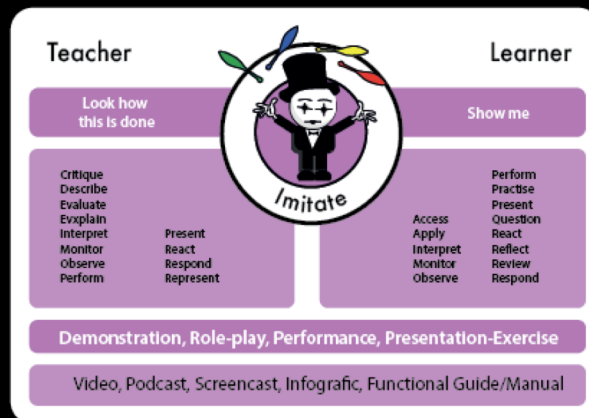 Teacher
Learner
Look how
this is done
Show me
Imitate
Critique
Describe
Evaluate
Evxplain
Interpret
Monitor
Observe
Perform
Present
React
Respond
Represent
Access
Apply
Interpret
Monitor
Observe
Perform
Practise
Present
Question
React
Reflect
Review
Respond
Demonstration, Role-play, Performance, Presentation-Exercise
Video, Podcast, Screencast, Infografic, Functional Guide/Manual